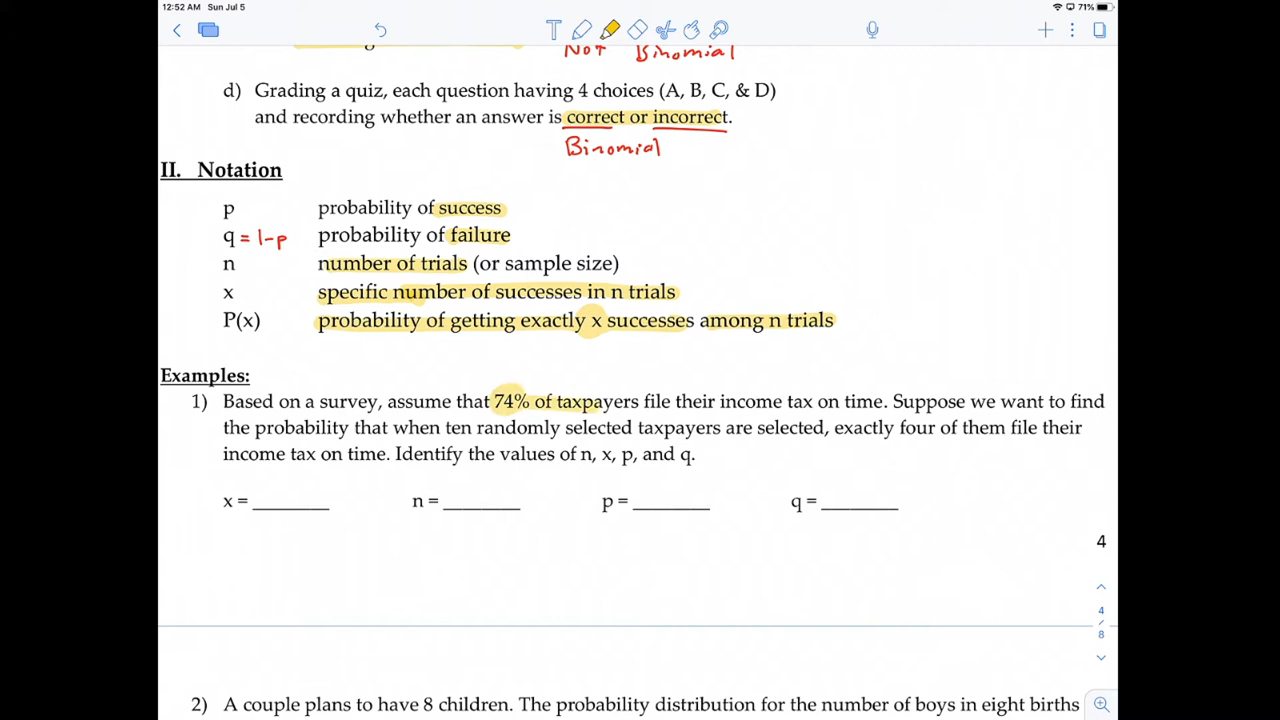 12:52 AM Sun Jul 5
71%
T
Not Binomial
d) Grading a quiz, each question having 4 choices (A, B, C, & D)
and recording whether an answer is correct or incorrect.
Binomial
II. Notation
p probability of success
q = 1-p probability of failure
n number of trials (or sample size)
x specific number of successes in n trials
P(x) probability of getting exactly x successes among n trials
Examples:
1) Based on a survey, assume that 74% of taxpayers file their income tax on time. Suppose we want to find
the probability that when ten randomly selected taxpayers are selected, exactly four of them file their
income tax on time. Identify the values of n, x, p, and q.
x = ________ n = ________ p = ________ q = ________
4
4
/
8
2) A couple plans to have 8 children. The probability distribution for the number of boys in eight births